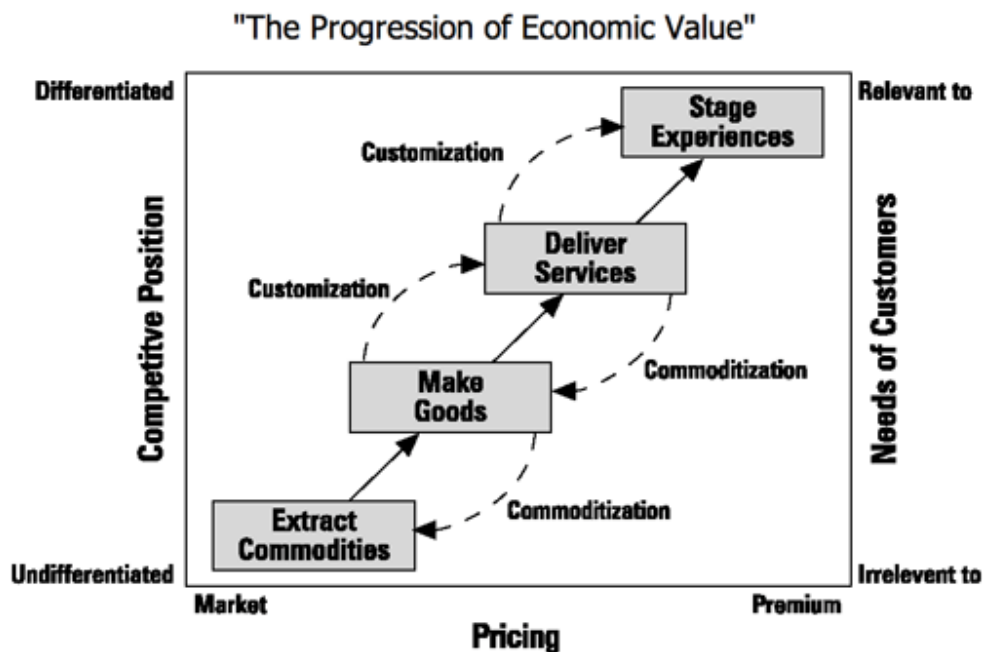 "The Progression of Economic Value"
Differentiated
Relevant to
Stage
Experiences
Customization
Competitve Position
Needs of Customers
Deliver
Services
Customization
Commoditization
Make
Goods
Commoditization
Extract
Commodities
Undifferentiated
Irrelevent to
Market
Premium
Pricing